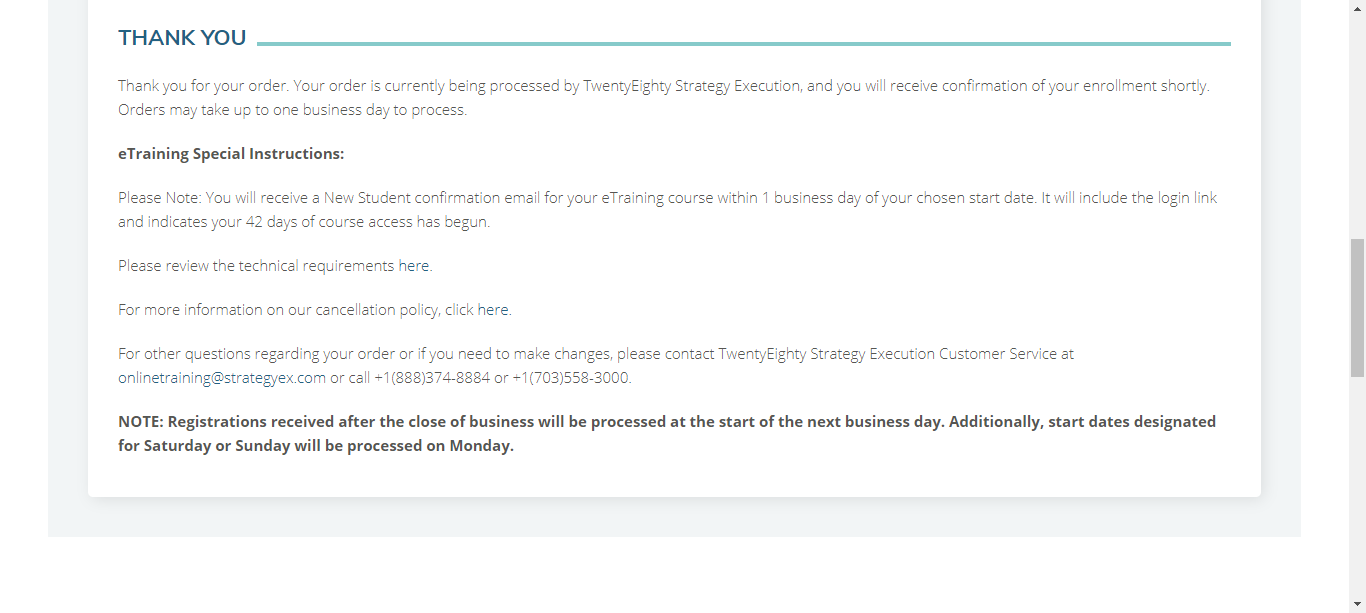 THANK YOU
Thank you for your order. Your order is currently being processed by TwentyEighty Strategy Execution, and you will receive confirmation of your enrollment shortly.
Orders may take up to one business day to process.
eTraining Special Instructions:
Please Note: You will receive a New Student confirmation email for your eTraining course within 1 business day of your chosen start date. It will include the login link
and indicates your 42 days of course access has begun.
Please review the technical requirements here.
For more information on our cancellation policy, click here.
For other questions regarding your order or if you need to make changes, please contact TwentyEighty Strategy Execution Customer Service at
onlinetraining@strategyex.com or call +1(888)374-8884 or +1(703)558-3000.
NOTE: Registrations received after the close of business will be processed at the start of the next business day. Additionally, start dates designated
for Saturday or Sunday will be processed on Monday.